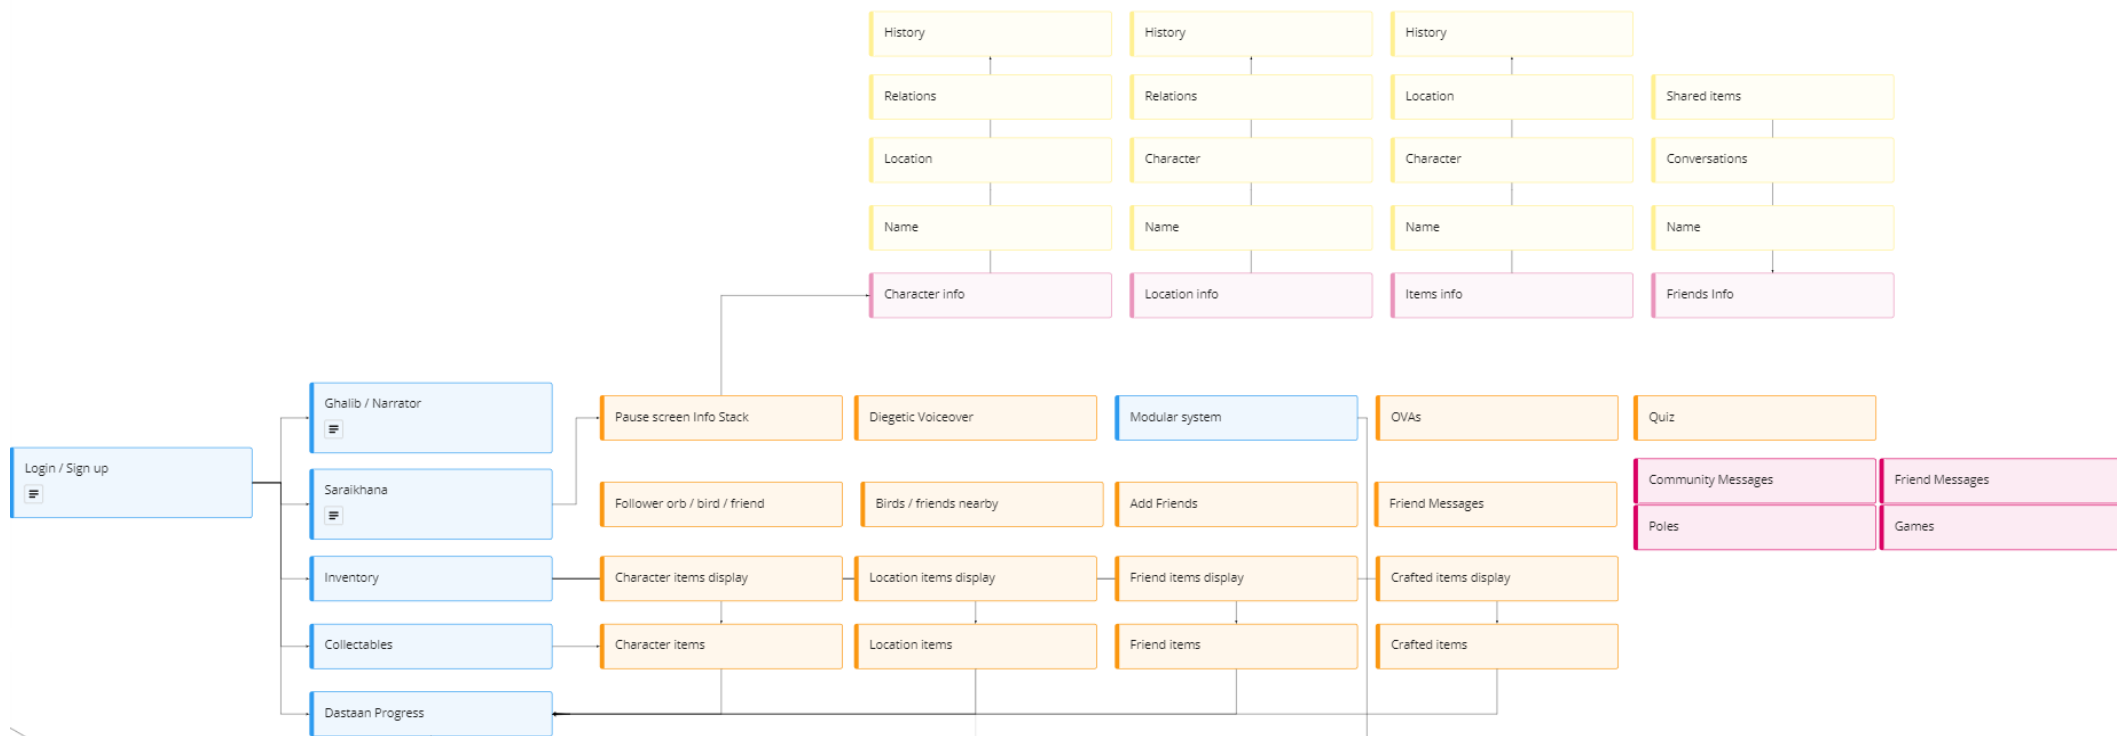 History
History
History
Relations
Relations
Location
Shared items
Location
Character
Character
Conversations
Name
Name
Name
Name
Character info
Location info
Items info
Friends Info
Ghalib / Narrator
Pause screen Info Stack
Diegetic Voiceover
Modular system
OVAs
Quiz
Login / Sign up
Saraikhana
Follower orb / bird / friend
Birds / friends nearby
Add Friends
Friend Messages
Community Messages
Friend Messages
Poles
Games
Inventory
Character items display
Location items display
Friend items display
Crafted items display
Collectables
Character items
Location items
Friend items
Crafted items
Dastaan Progress